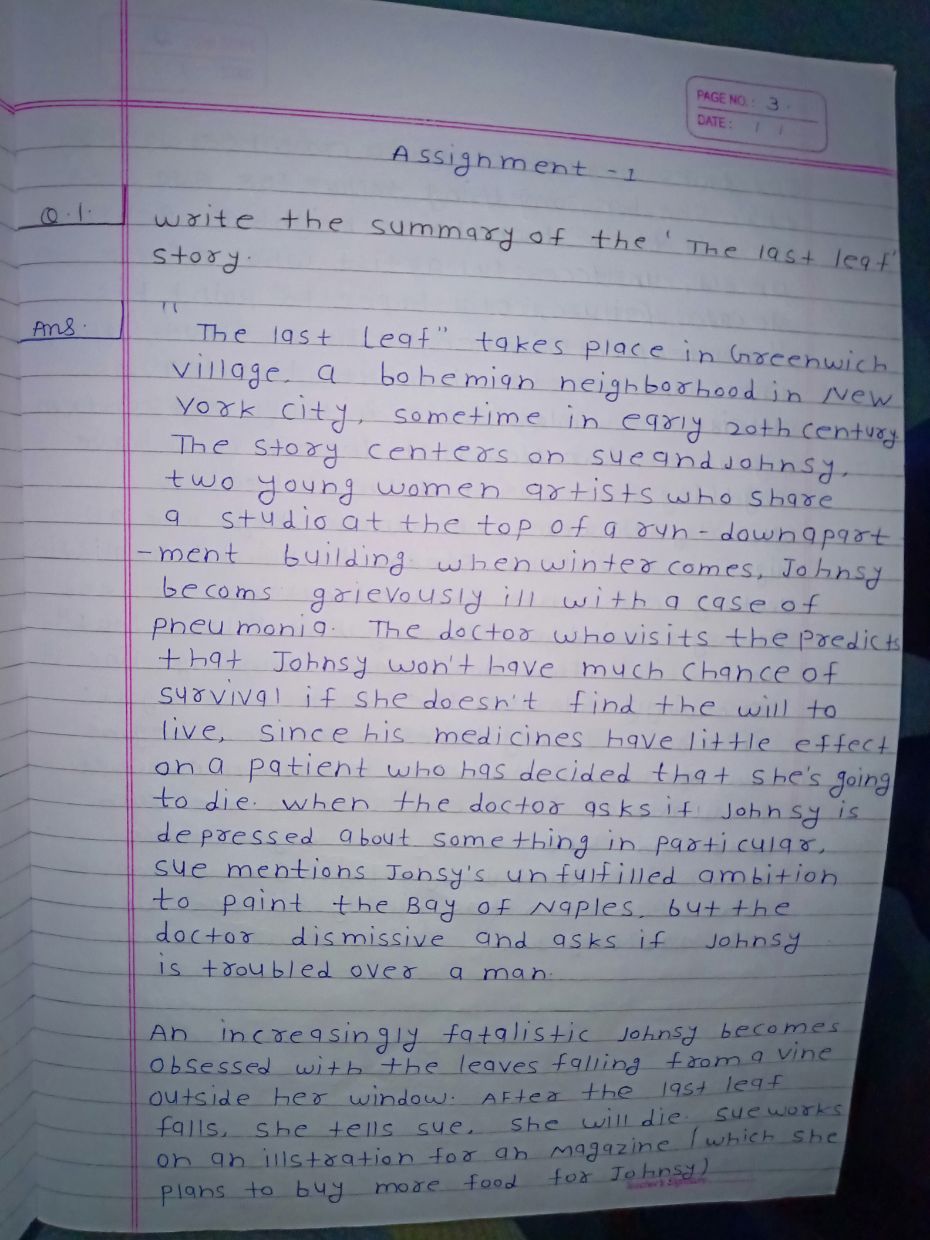 PAGE NO.: 3.
DATE: / /
Assignment - 1
Q.1. write the summary of the ' The last leaf'
story.
Ans. "The last Leaf" takes place in Greenwich
village, a bohemian neighborhood in New
York city, sometime in early 20th century
The story centers on sue and Johnsy,
two young women artists who share
a studio at the top of a run-down apart
-ment building. when winter comes, Johnsy
becoms grievously ill with a case of
pneumonia. The doctor who visits the predicts
that Johnsy won't have much chance of
survival if she doesn't find the will to
live, since his medicines have little effect
on a patient who has decided that she's going
to die. when the doctor asks if Johnsy is
depressed about something in particular,
sue mentions Jonsy's unfulfilled ambition
to paint the Bay of Naples, but the
doctor dismissive and asks if Johnsy
is troubled over a man.
An increasingly fatalistic Johnsy becomes
obsessed with the leaves falling from a vine
outside her window. After the last leaf
falls, she tells sue, she will die. sue works
on an illstration for an magazine (which she
plans to buy more food for Johnsy)